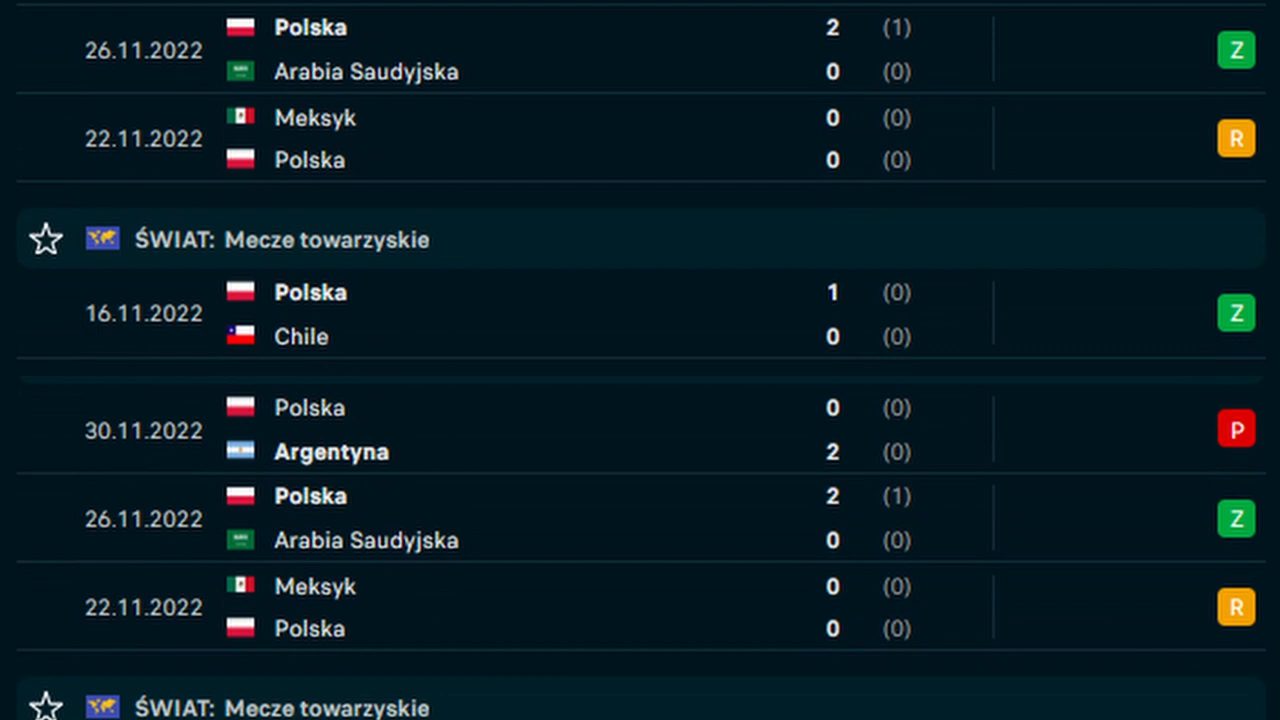 Polska 2 (1)
26.11.2022 Z
Arabia Saudyjska 0 (0)
Meksyk 0 (0)
22.11.2022 R
Polska 0 (0)
ŚWIAT: Mecze towarzyskie
Polska 1 (0)
16.11.2022 Z
Chile 0 (0)
Polska 0 (0)
30.11.2022 P
Argentyna 2 (0)
Polska 2 (1)
26.11.2022 Z
Arabia Saudyjska 0 (0)
Meksyk 0 (0)
22.11.2022 R
Polska 0 (0)
ŚWIAT: Mecze towarzyskie